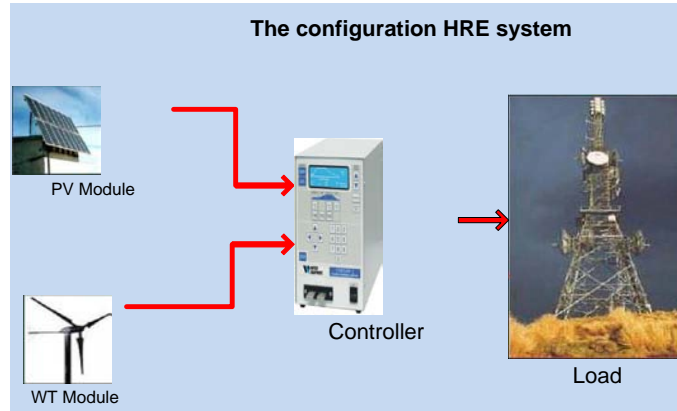 The configuration HRE system
PV Module
Controller
Load
WT Module